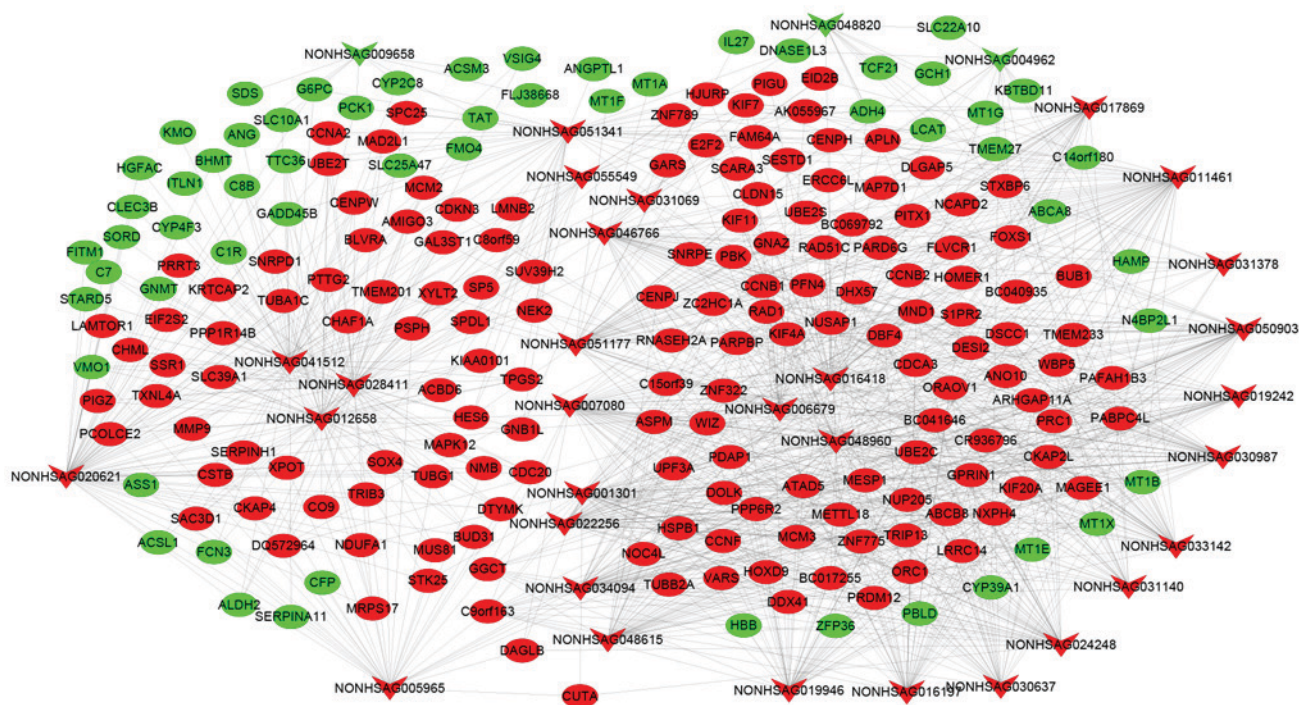 NONHSAG048820
SLC22A10
IL27
NONHSAG009658
VSIG4
DNASE1L3
NONHSAG004962
ACSM3
ANGPTL1
TCF21
GCH1
EID2B
CYP2C8
MT1A
PIGU
KBTBD11
G6PC
HJURP
SDS
FLJ38668
KIF7
PCK1
MT1F
AK055967
NONHSAG017869
ADH4
MT1G
SPC25
ZNF789
SLC10A1
TAT
KMO
ANG
CCNA2
NONHSAG051341
LCAT
MAD2L1
E2F2
FAM64A
CENPH
APLN
TMEM27
FMO4
C14orf180
HGFAC
BHMT
TTC36
UBE2T
SLC25A47
GARS
SCARA3
SESTD1
DLGAP5
NONHSAG055549
ERCC6L
NONHSAG011461
ITLN1
C8B
MCM2
MAP7D1
STXBP6
CLDN15
NONHSAG031069
CENPW
CDKN3
LMNB2
NCAPD2
CLEC3B
GADD45B
UBE2S
PITX1
ABCA8
AMIGO3
KIF11
BC069792
CYP4F3
NONHSAG046766
SORD
BLVRA
GAL3ST1
C8orf59
GNAZ
RAD51C
PARD6G
FLVCR1
FOXS1
FITM1
C1R
SNRPE
PBK
HAMP
NONHSAG031378
PRRT3
SNRPD1
SUV39H2
C7
PTTG2
CCNB2
HOMER1
BUB1
CENPJ
CCNB1
PFN4
DHX57
BC040935
GNMT
KRTCAP2
TMEM201
XYLT2
SP5
STARD5
TUBA1C
ZC2HC1A
RAD1
NEK2
MND1
S1PR2
N4BP2L1
LAMTOR1
EIF2S2
CHAF1A
SPDL1
NUSAP1
DBF4
DSCC1
TMEM233
NONHSAG050903
PPP1R14B
PSPH
RNASEH2A
PARPBP
KIF4A
NONHSAG051177
DESI2
CHML
KIAA0101
CDCA3
WBP5
SSR1
NONHSAG041512
ANO10
VMO1
SLC39A1
C15orf39
NONHSAG016418
PAFAH1B3
NONHSAG028411
ACBD6
TPGS2
ZNF322
ORAOV1
NONHSAG019242
PIGZ
TXNL4A
ARHGAP11A
NONHSAG007080
NONHSAG006679
PABPC4L
PCOLCE2
NONHSAG012658
HES6
ASPM
WIZ
BC041646
PRC1
MMP9
GNB1L
CR936796
MAPK12
NONHSAG048960
SERPINH1
PDAP1
UBE2C
CKAP2L
NONHSAG030987
SOX4
NMB
CDC20
UPF3A
NONHSAG020621
CSTB
XPOT
TUBG1
GPRIN1
ASS1
ATAD5
MESP1
KIF20A
MAGEE1
MT1B
TRIB3
NONHSAG001301
DOLK
NUP205
CKAP4
CO9
DTYMK
PPP6R2
METTL18
ABCB8
NXPH4
SAC3D1
NONHSAG022256
HSPB1
MT1X
BUD31
MCM3
ZNF775
TRIP13
ACSL1
DQ572964
NDUFA1
MUS81
CCNF
NONHSAG033142
FCN3
NOC4L
LRRC14
MT1E
GGCT
HOXD9
ORC1
CFP
STK25
NONHSAG034094
TUBB2A
VARS
BC017255
CYP39A1
NONHSAG031140
ALDH2
MRPS17
C9orf163
DDX41
PRDM12
SERPINA11
PBLD
HBB
ZFP36
NONHSAG048615
NONHSAG024248
DAGLB
NONHSAG005965
NONHSAG019946
NONHSAG016197
NONHSAG030637
CUTA